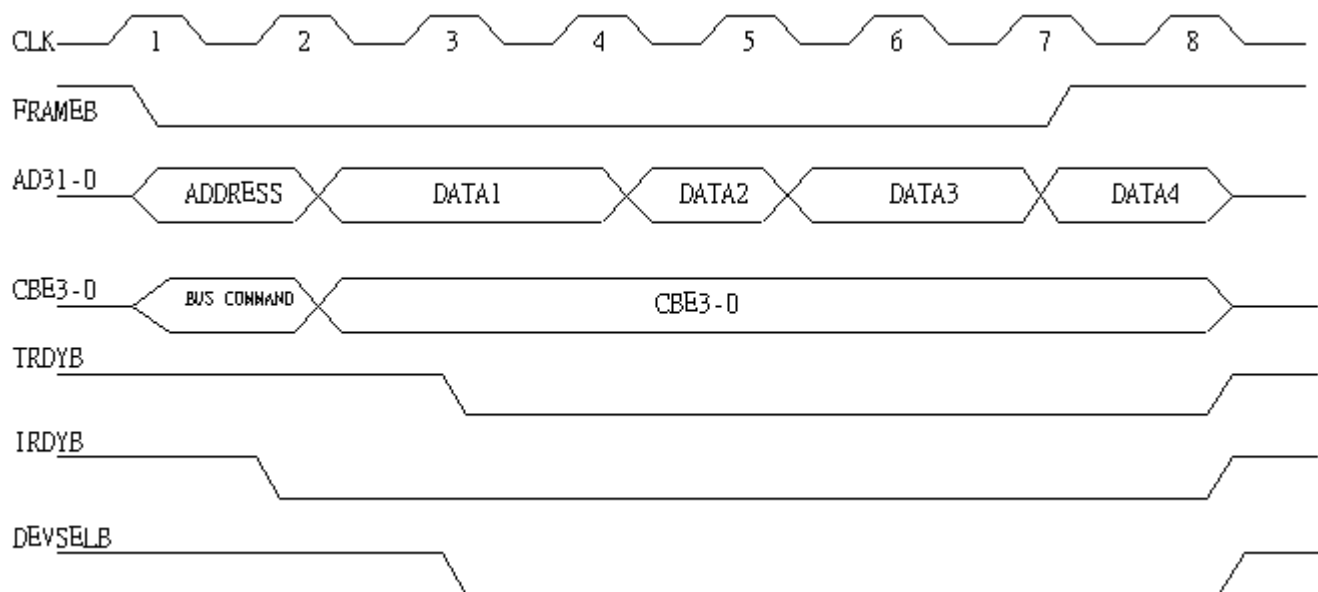 CLK 1 2 3 4 5 6 7 8
FRAMEB
AD31-0 ADDRESS DATA1 DATA2 DATA3 DATA4
CBE3-0 BUS COMMAND CBE3-0
TRDYB
IRDYB
DEVSELB